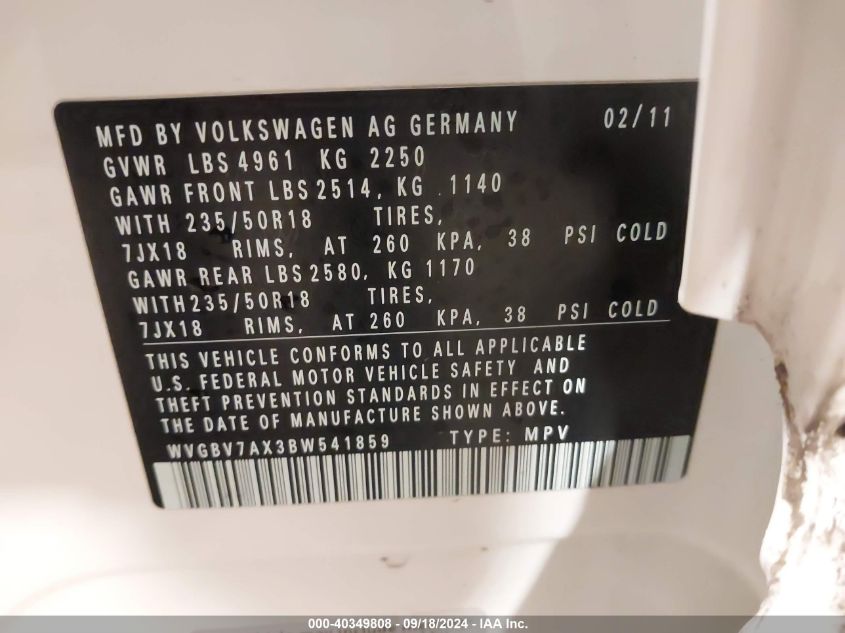 MFD BY VOLKSWAGEN AG GERMANY 02/11
GVWR LBS 4961 KG 2250
GAWR FRONT LBS 2514, KG 1140
WITH 235/50R18 TIRES,
7JX18 RIMS, AT 260 KPA, 38 PSI COLD
GAWR REAR LBS 2580, KG 1170
WITH 235/50R18 TIRES,
7JX18 RIMS, AT 260 KPA, 38 PSI COLD
THIS VEHICLE CONFORMS TO ALL APPLICABLE
U.S. FEDERAL MOTOR VEHICLE SAFETY AND
THEFT PREVENTION STANDARDS IN EFFECT ON
THE DATE OF MANUFACTURE SHOWN ABOVE.
WVGBV7AX3BW541859 TYPE: MPV
000-40349808 - 09/18/2024 - IAA Inc.